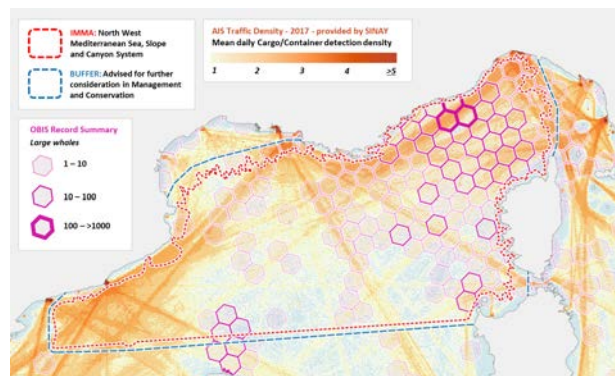 IMMA: North West
Mediterranean Sea, Slope
and Canyon System
BUFFER: Advised for further
consideration in Management
and Conservation
AIS Traffic Density - 2017 - provided by SINAY
Mean daily Cargo/Container detection density
1 2 3 4 >5
OBIS Record Summary
Large whales
1 – 10
10 – 100
100 – >1000